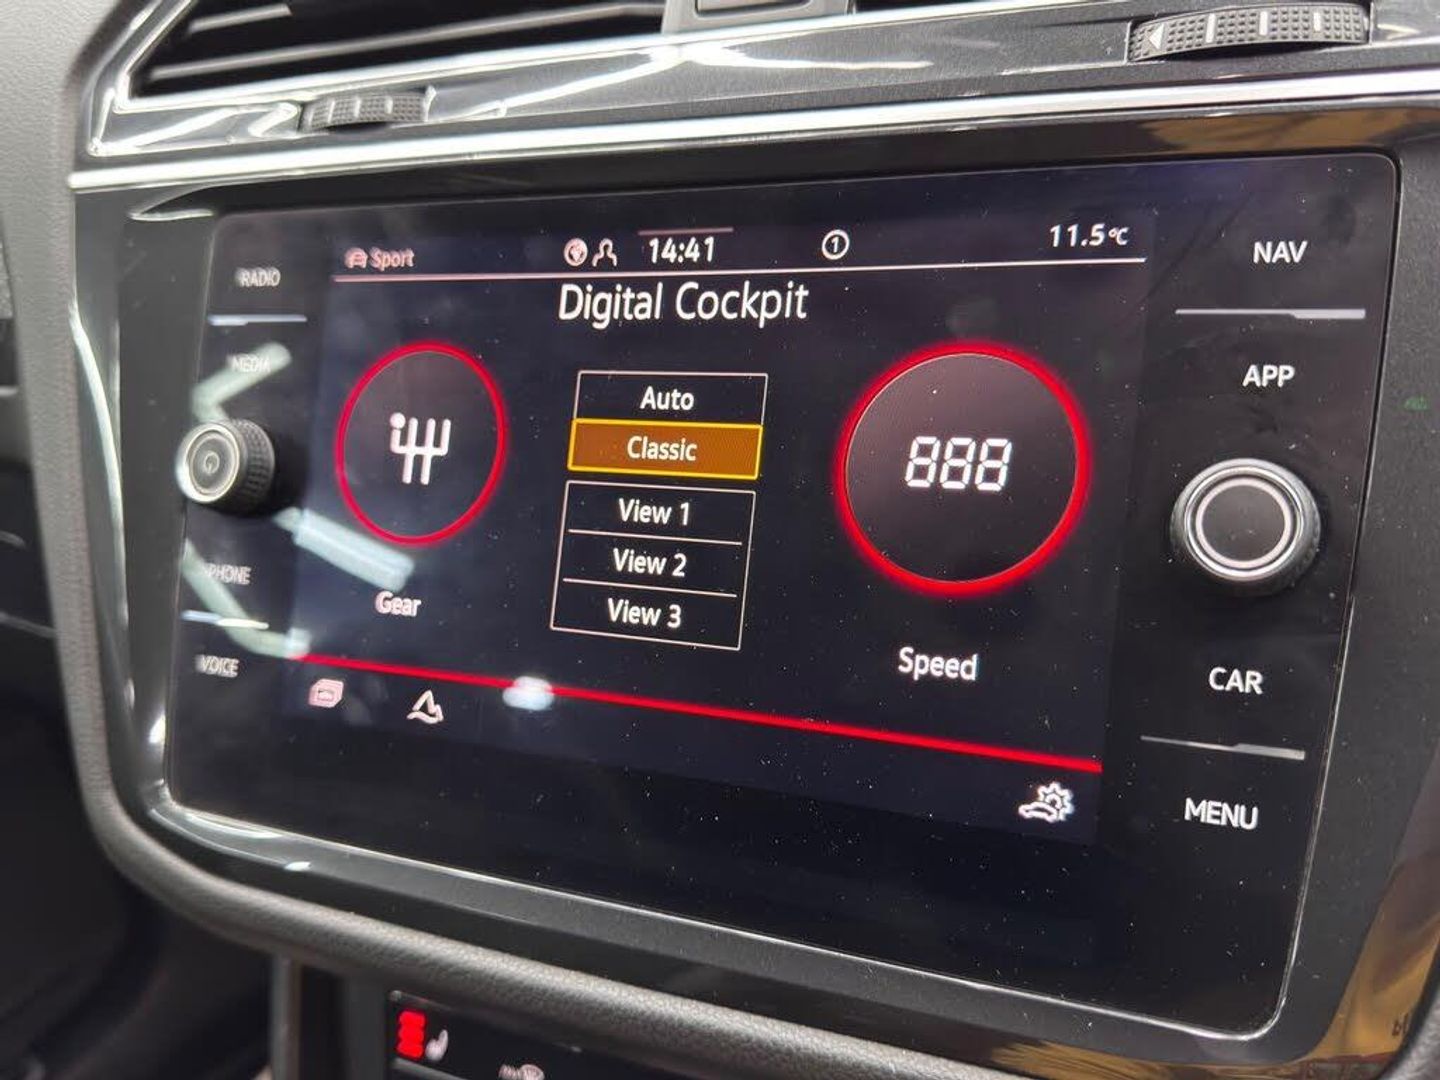 Sport
14:41
1
11.5°C
Digital Cockpit
RADIO
MEDIA
PHONE
VOICE
Auto
Classic
View 1
View 2
View 3
Gear
888
Speed
NAV
APP
CAR
MENU